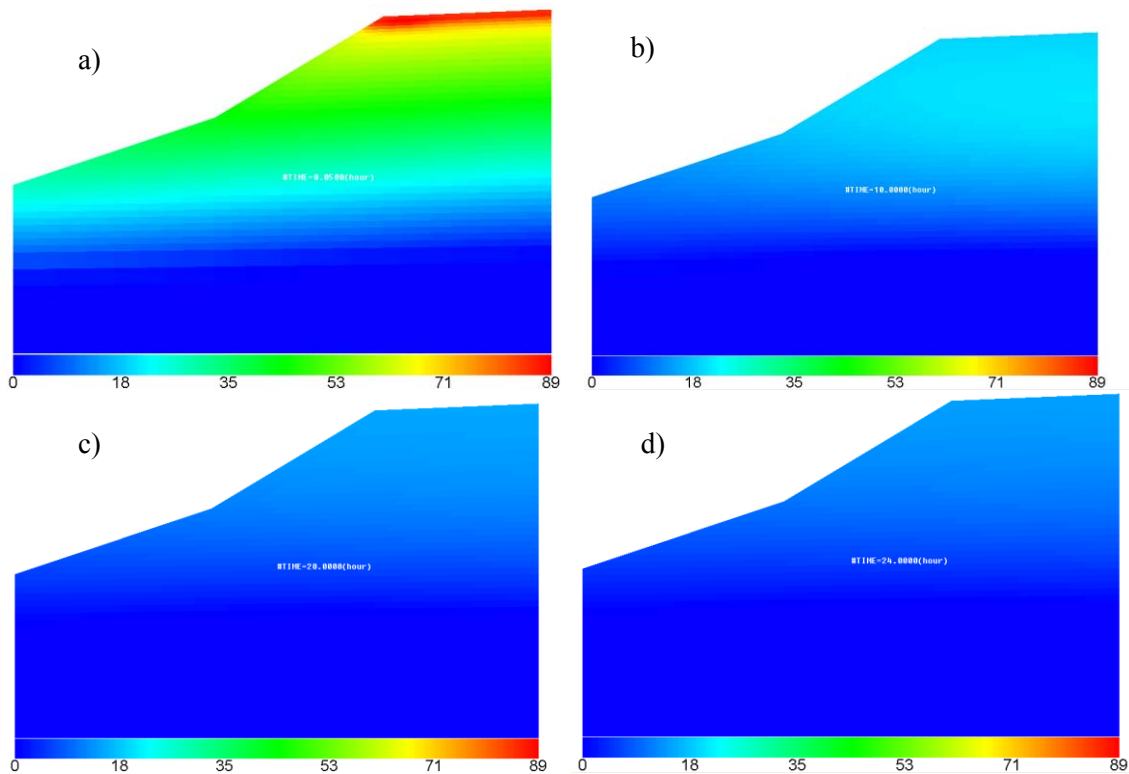 a)
#TIME=0.0500(hour)
0 18 35 53 71 89
b)
#TIME=10.0000(hour)
0 18 35 53 71 89
c)
#TIME=20.0000(hour)
0 18 35 53 71 89
d)
#TIME=24.0000(hour)
0 18 35 53 71 89